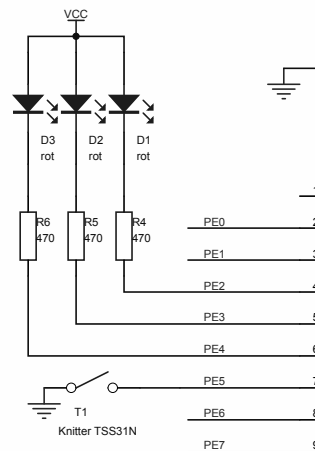 VCC
D3 D2 D1
rot rot rot
R6 R5 R4
470 470 470
PE0 2
PE1 3
PE2 4
PE3 5
PE4 6
PE5 7
T1
PE6 8
Knitter TSS31N
PE7 9